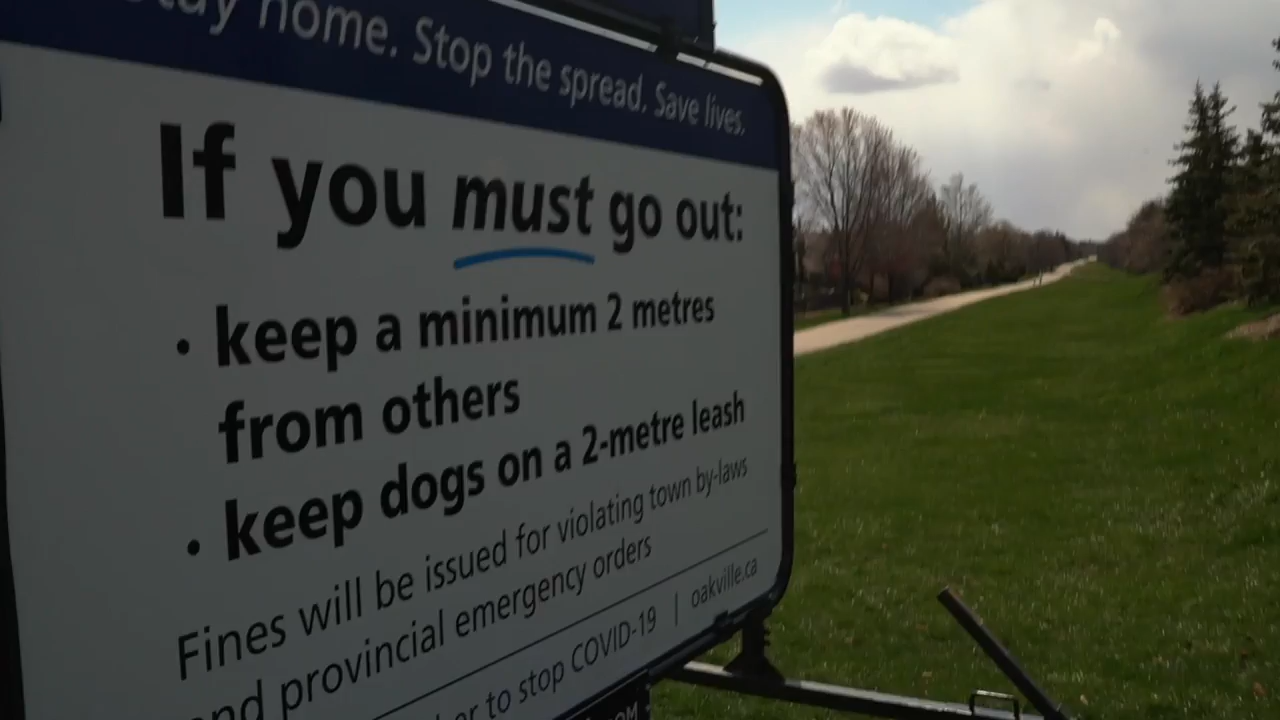 home. Stop the spread. Save lives.
If you must go out:
• keep a minimum 2 metres
from others
• keep dogs on a 2-metre leash
Fines will be issued for violating town by-laws
provincial emergency orders
to stop COVID-19 | oakville.ca